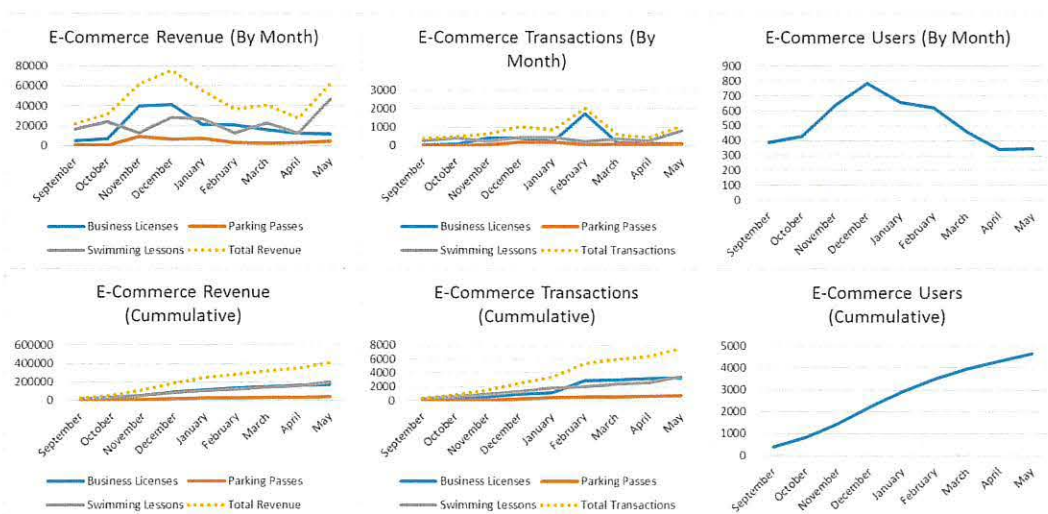 E-Commerce Revenue (By Month)
80000
60000
40000
20000
0
September
October
November
December
January
February
March
April
May
Business Licenses
Parking Passes
Swimming Lessons
Total Revenue
E-Commerce Transactions (By
Month)
3000
2000
1000
0
September
October
November
December
January
February
March
April
May
Business Licenses
Parking Passes
Swimming Lessons
Total Transactions
E-Commerce Users (By Month)
900
800
700
600
500
400
300
200
100
0
September
October
November
December
January
February
March
April
May
E-Commerce Revenue
(Cummulative)
600000
400000
200000
0
September
October
November
December
January
February
March
April
May
Business Licenses
Parking Passes
Swimming Lessons
Total Revenue
E-Commerce Transactions
(Cummulative)
8000
6000
4000
2000
0
September
October
November
December
January
February
March
April
May
Business Licenses
Parking Passes
Swimming Lessons
Total Transactions
E-Commerce Users
(Cummulative)
5000
4000
3000
2000
1000
0
September
October
November
December
January
February
March
April
May